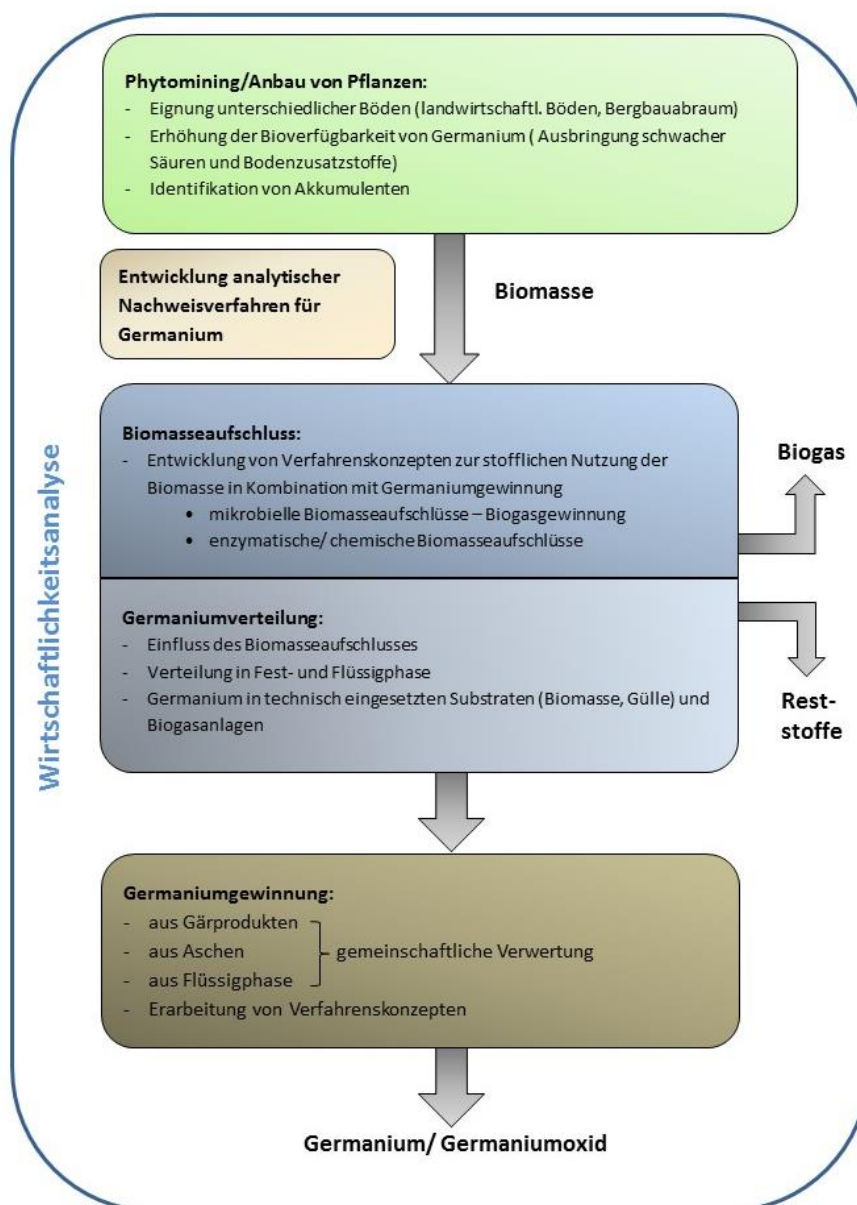 Phytomining/Anbau von Pflanzen:
- Eignung unterschiedlicher Böden (landwirtschaftl. Böden, Bergbauabraum)
- Erhöhung der Bioverfügbarkeit von Germanium ( Ausbringung schwacher
Säuren und Bodenzusatzstoffe)
- Identifikation von Akkumulenten
Entwicklung analytischer
Nachweisverfahren für
Germanium
Biomasse
Wirtschaftlichkeitsanalyse
Biomasseaufschluss:
- Entwicklung von Verfahrenskonzepten zur stofflichen Nutzung der
Biomasse in Kombination mit Germaniumgewinnung
• mikrobielle Biomasseaufschlüsse – Biogasgewinnung
• enzymatische/ chemische Biomasseaufschlüsse
Biogas
Germaniumverteilung:
- Einfluss des Biomasseaufschlusses
- Verteilung in Fest- und Flüssigphase
- Germanium in technisch eingesetzten Substraten (Biomasse, Gülle) und
Biogasanlagen
Rest-
stoffe
Germaniumgewinnung:
- aus Gärprodukten
- aus Aschen
- aus Flüssigphase
gemeinschaftliche Verwertung
- Erarbeitung von Verfahrenskonzepten
Germanium/ Germaniumoxid